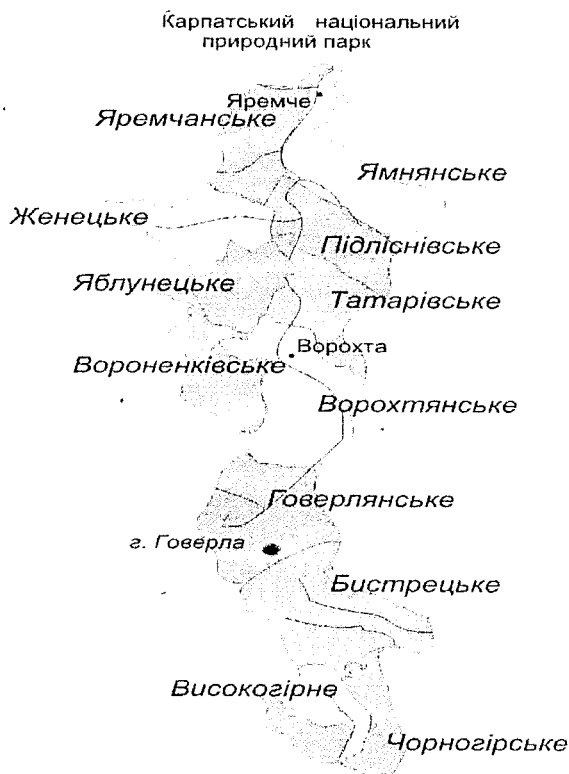 Карпатський національний
природний парк
Яремче
Яремчанське
Ямнянське
Женецьке
Підліснівське
Яблунецьке
Татарівське
Ворохта
Вороненківське
Ворохтянське
Говерлянське
г. Говерла
Бистрецьке
Високогірне
Чорногірське